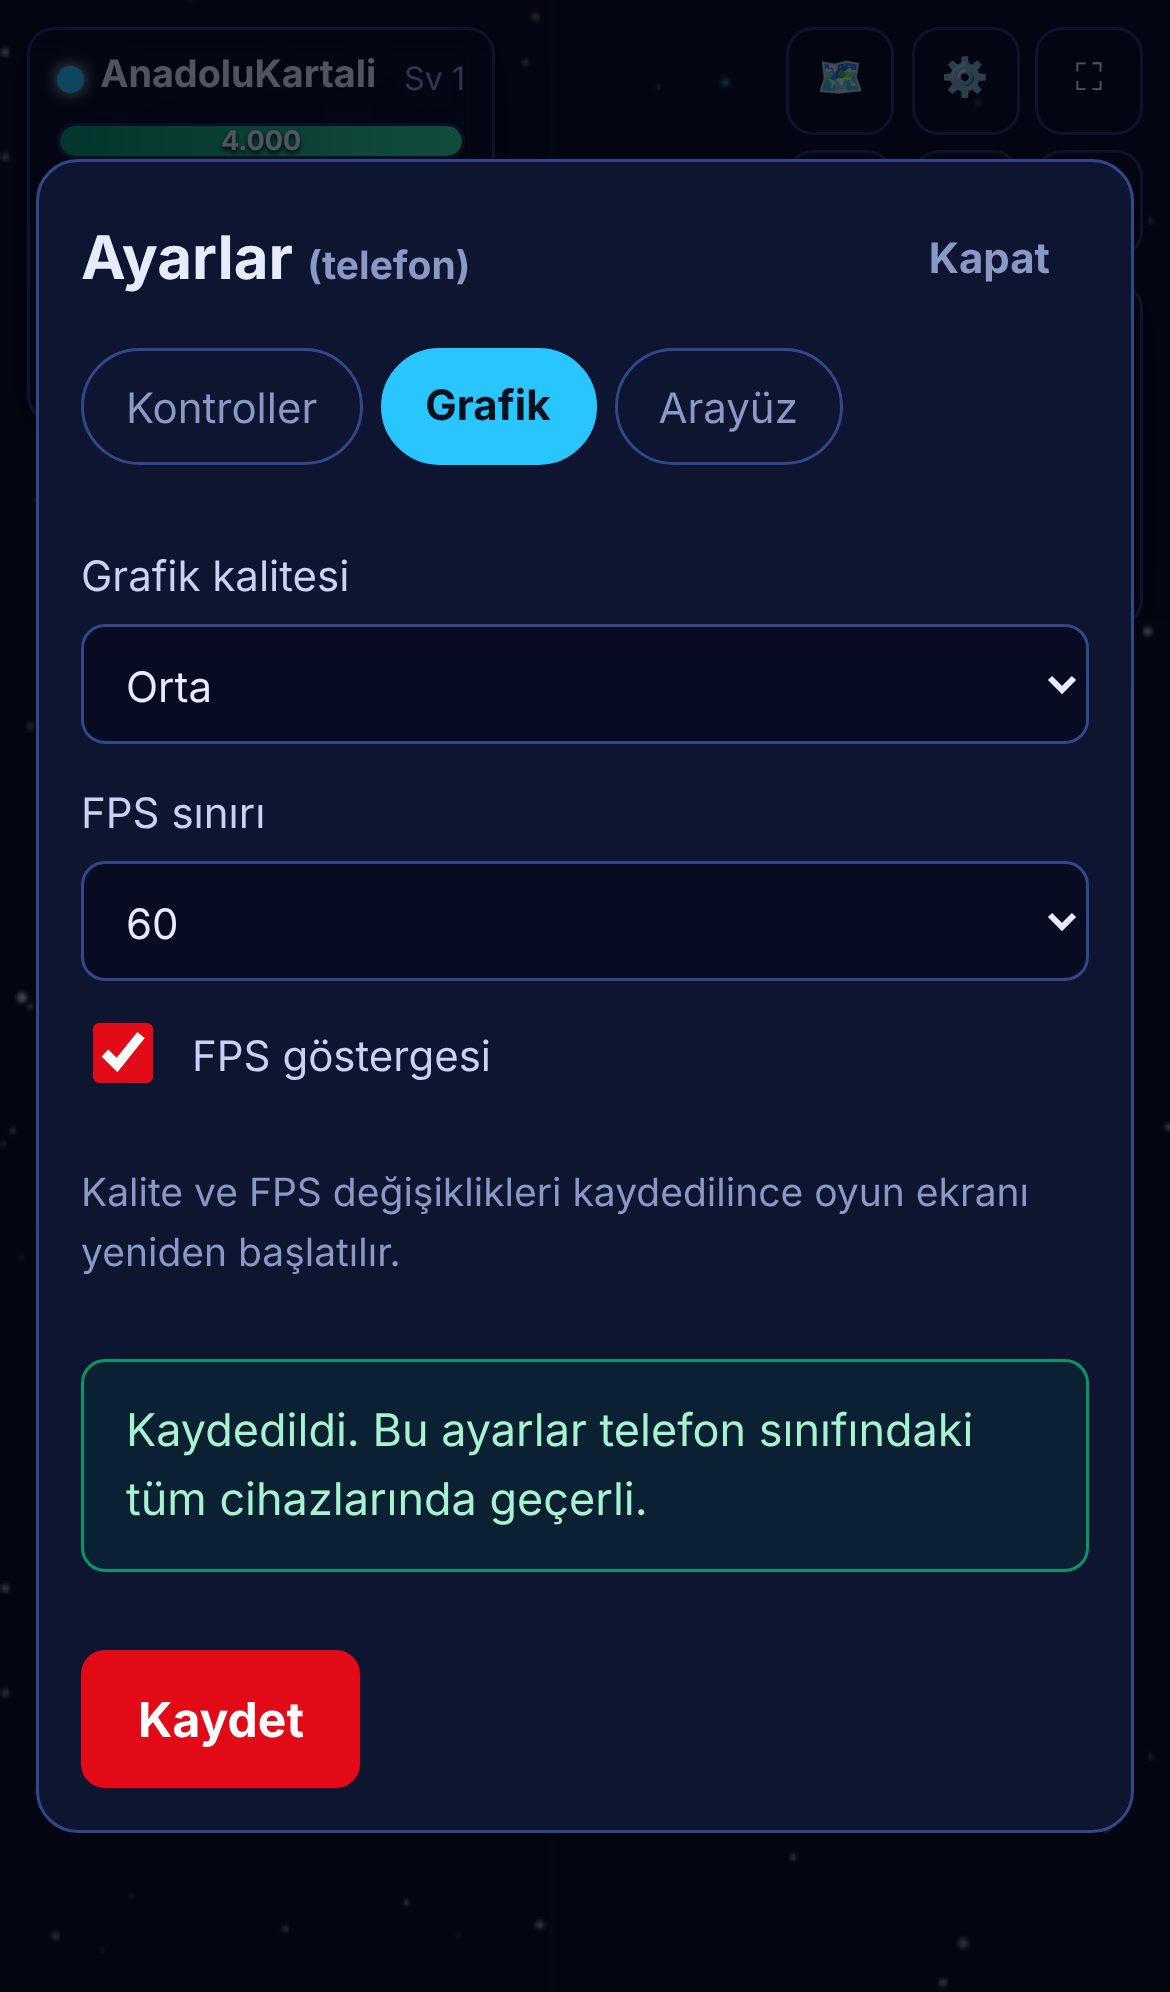 AnadoluKartali Sv 1
4.000
Ayarlar (telefon) Kapat
Kontroller Grafik Arayüz
Grafik kalitesi
Orta
FPS sınırı
60
FPS göstergesi
Kalite ve FPS değişiklikleri kaydedilince oyun ekranı
yeniden başlatılır.
Kaydedildi. Bu ayarlar telefon sınıfındaki
tüm cihazlarında geçerli.
Kaydet